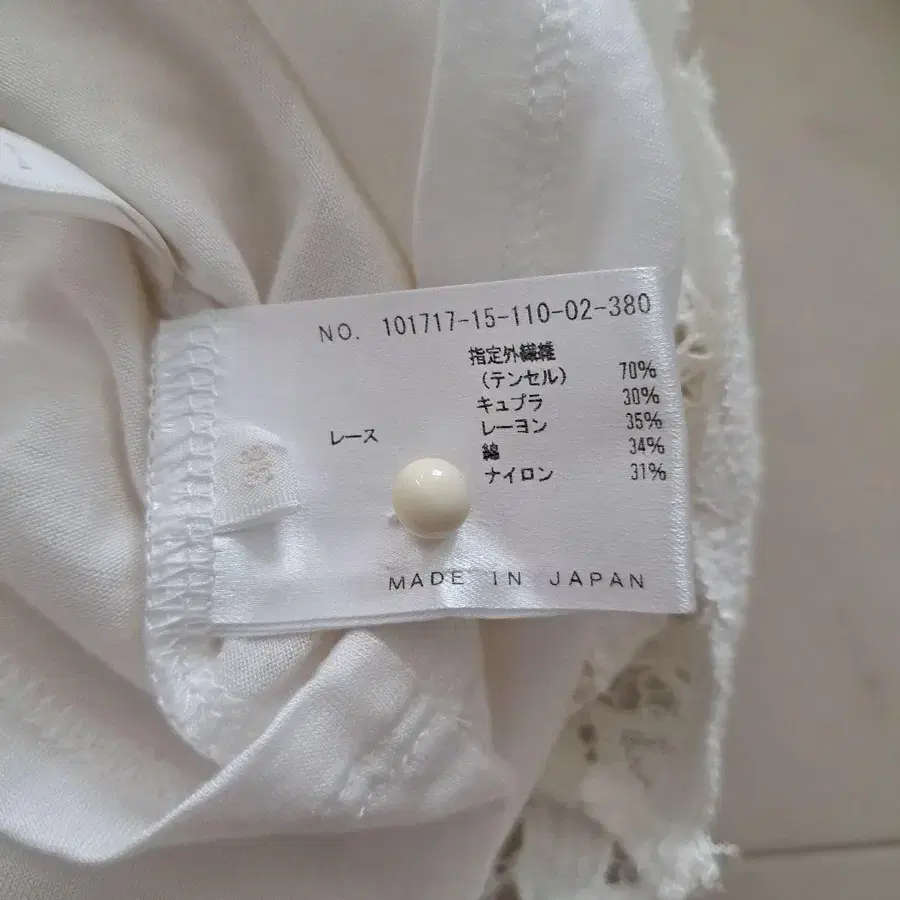 NO. 101717-15-110-02-380
指定外繊維
(テンセル) 70%
キュプラ 30%
レース レーヨン 35%
綿 34%
ナイロン 31%
MADE IN JAPAN